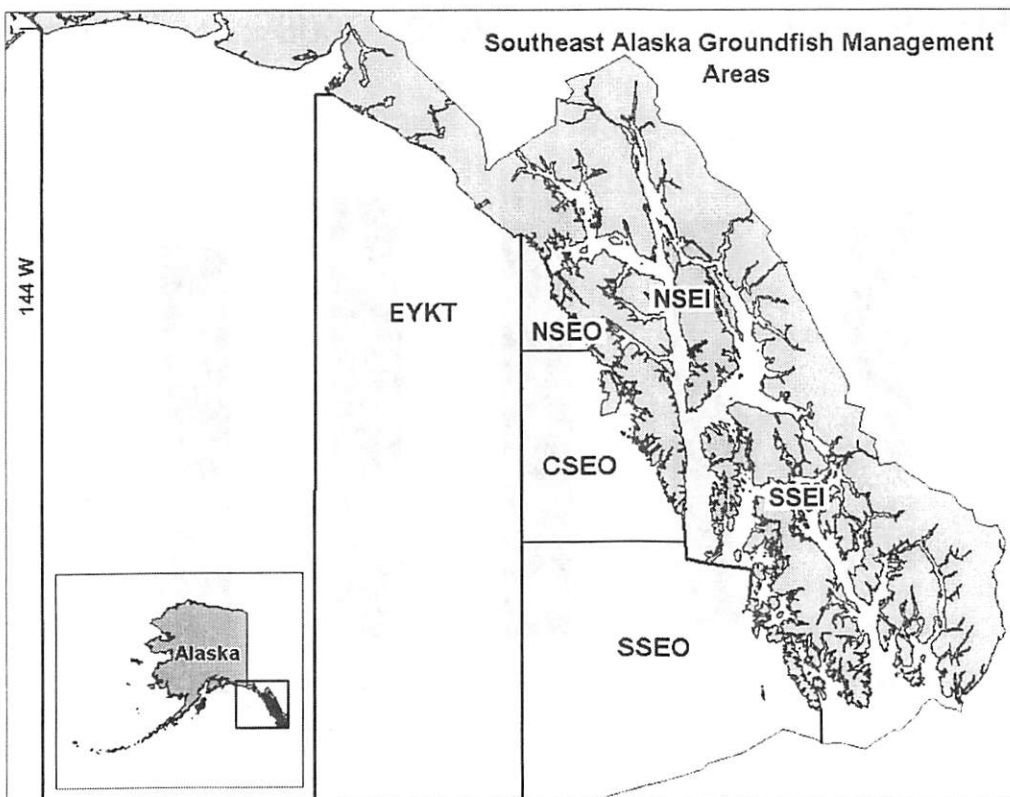 Southeast Alaska Groundfish Management
Areas
144 W
EYKT
NSEI
NSEO
CSEO
SSEI
SSEO
Alaska